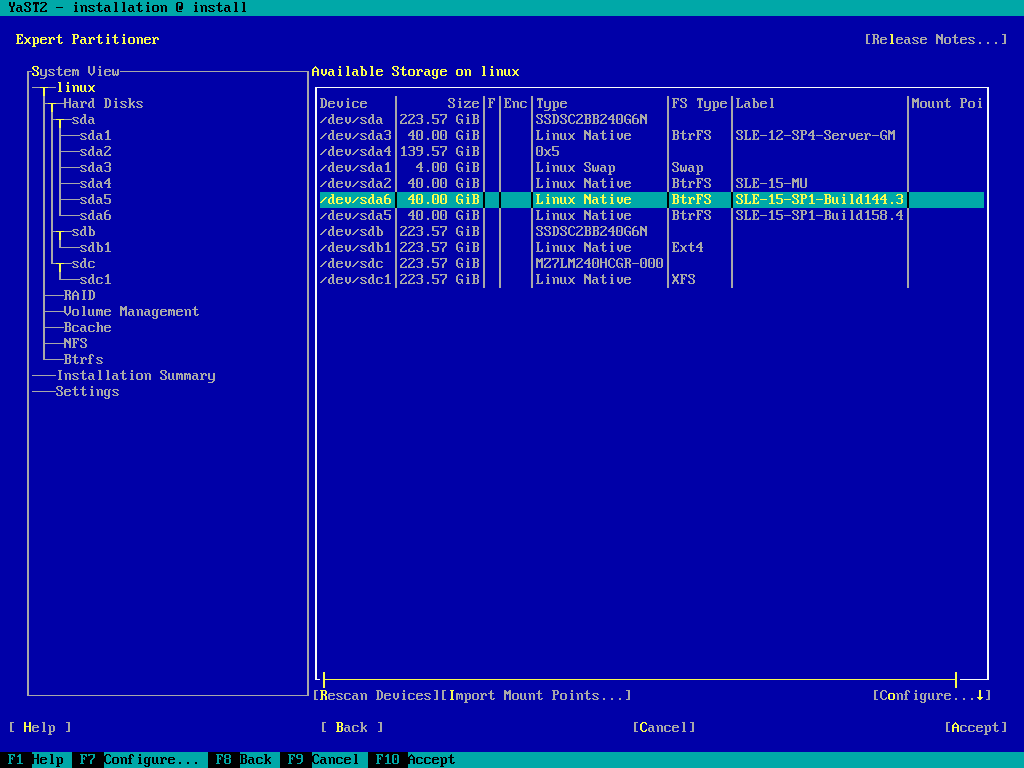 YaST2 - installation @ install
Expert Partitioner [Release Notes...]
System View
linux
Hard Disks
sda
sda1
sda2
sda3
sda4
sda5
sda6
sdb
sdb1
sdc
sdc1
RAID
Volume Management
Bcache
NFS
Btrfs
Installation Summary
Settings
Available Storage on linux
Device | Size|F|Enc|Type |FS Type|Label |Mount Poi
/dev/sda |223.57 GiB| | |SSDSC2BB240G6N | | |
/dev/sda3| 40.00 GiB| | |Linux Native |BtrFS |SLE-12-SP4-Server-GM |
/dev/sda4|139.57 GiB| | |0x5 | | |
/dev/sda1| 4.00 GiB| | |Linux Swap |Swap | |
/dev/sda2| 40.00 GiB| | |Linux Native |BtrFS |SLE-15-MU |
/dev/sda6| 40.00 GiB| | |Linux Native |BtrFS |SLE-15-SP1-Build144.3|
/dev/sda5| 40.00 GiB| | |Linux Native |BtrFS |SLE-15-SP1-Build158.4|
/dev/sdb |223.57 GiB| | |SSDSC2BB240G6N | | |
/dev/sdb1|223.57 GiB| | |Linux Native |Ext4 | |
/dev/sdc |223.57 GiB| | |MZ7LM240HCGR-000| | |
/dev/sdc1|223.57 GiB| | |Linux Native |XFS | |
[Rescan Devices][Import Mount Points...] [Configure...↓]
[ Help ] [ Back ] [Cancel] [Accept]
F1 Help F7 Configure... F8 Back F9 Cancel F10 Accept